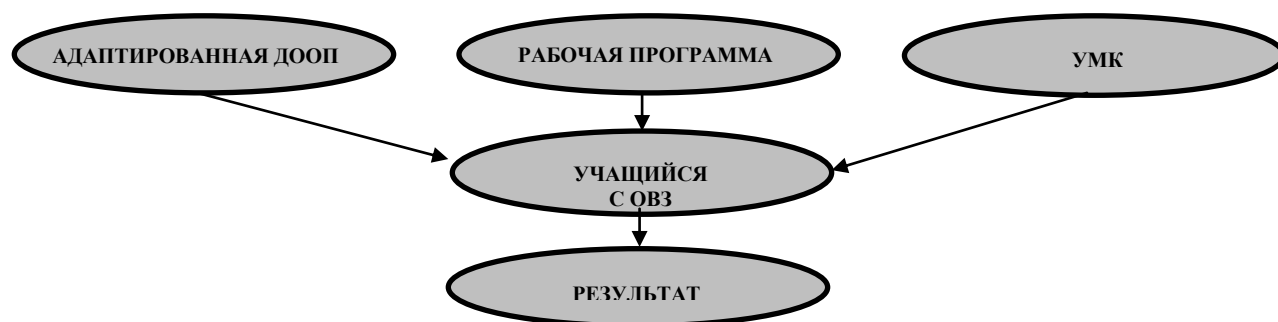 АДАПТИРОВАННАЯ ДООП
РАБОЧАЯ ПРОГРАММА
УМК
УЧАЩИЙСЯ
С ОВЗ
РЕЗУЛЬТАТ